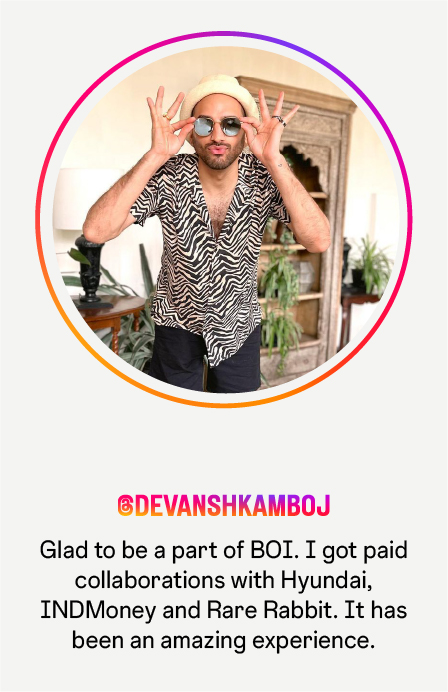 @DEVANSHKAMBOJ
Glad to be a part of BOI. I got paid
collaborations with Hyundai,
INDMoney and Rare Rabbit. It has
been an amazing experience.